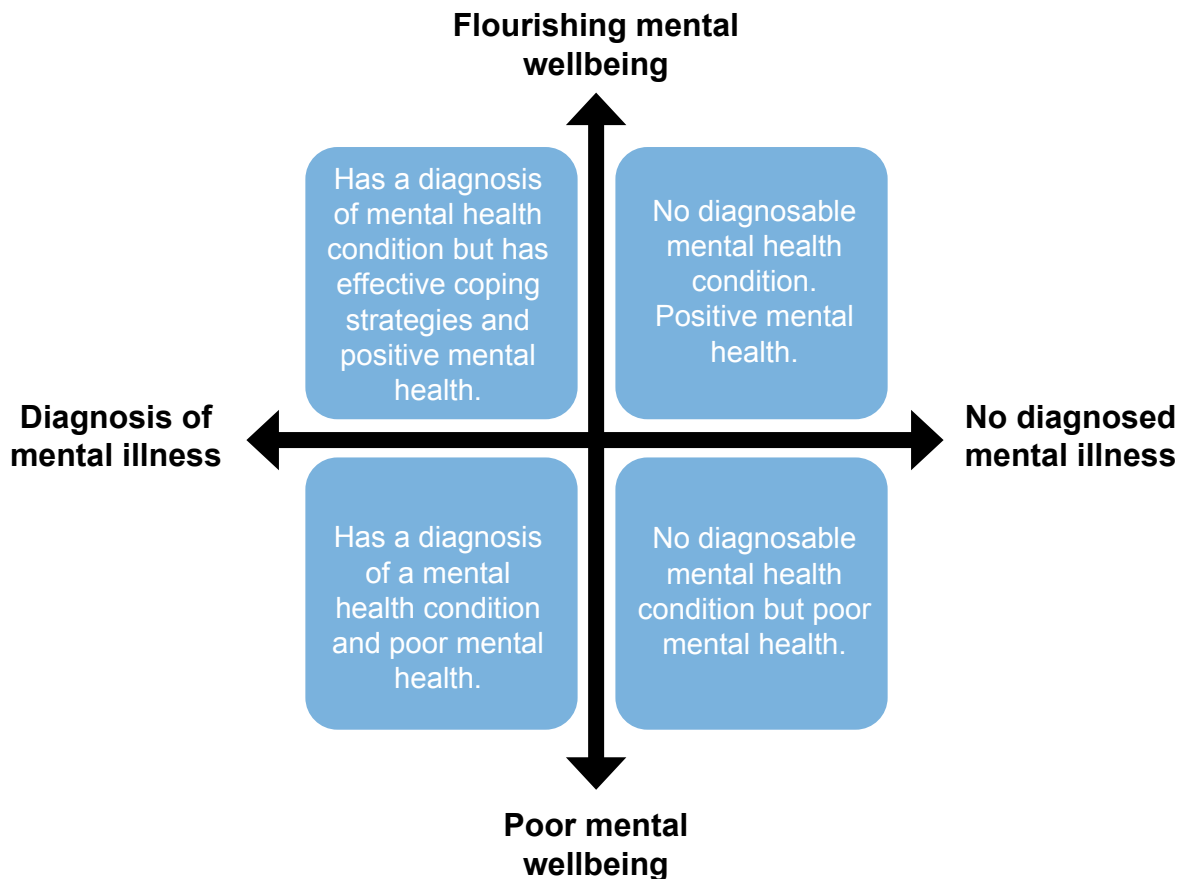 Flourishing mental
wellbeing
Has a diagnosis
of mental health
condition but has
effective coping
strategies and
positive mental
health.
No diagnosable
mental health
condition.
Positive mental
health.
Diagnosis of
mental illness
No diagnosed
mental illness
Has a diagnosis
of a mental
health condition
and poor mental
health.
No diagnosable
mental health
condition but poor
mental health.
Poor mental
wellbeing